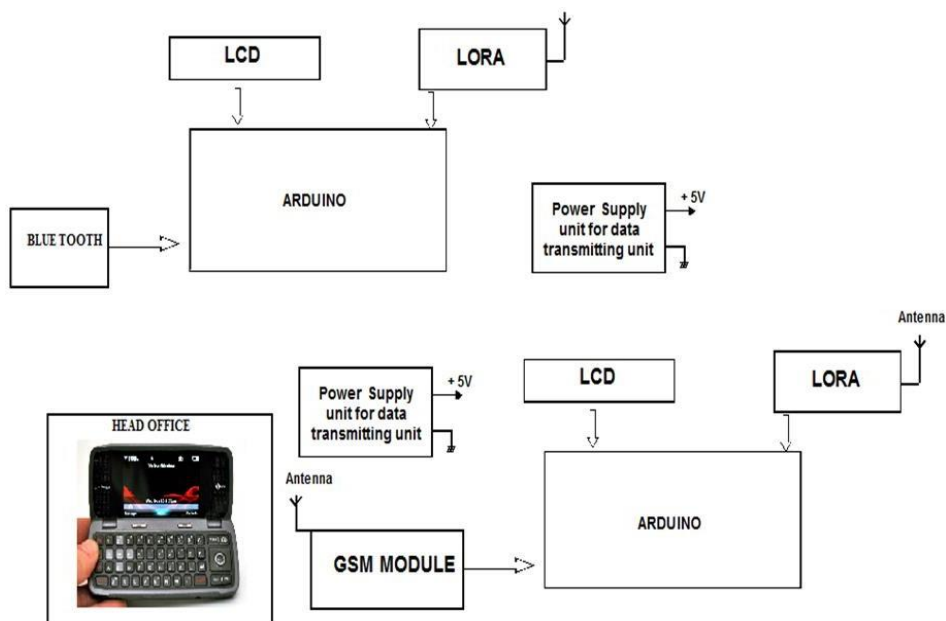 LCD
LORA
ARDUINO
BLUE TOOTH
Power Supply
unit for data
transmitting unit
+ 5V
Antenna
LCD
LORA
Power Supply
unit for data
transmitting unit
+ 5V
HEAD OFFICE
Antenna
ARDUINO
GSM MODULE